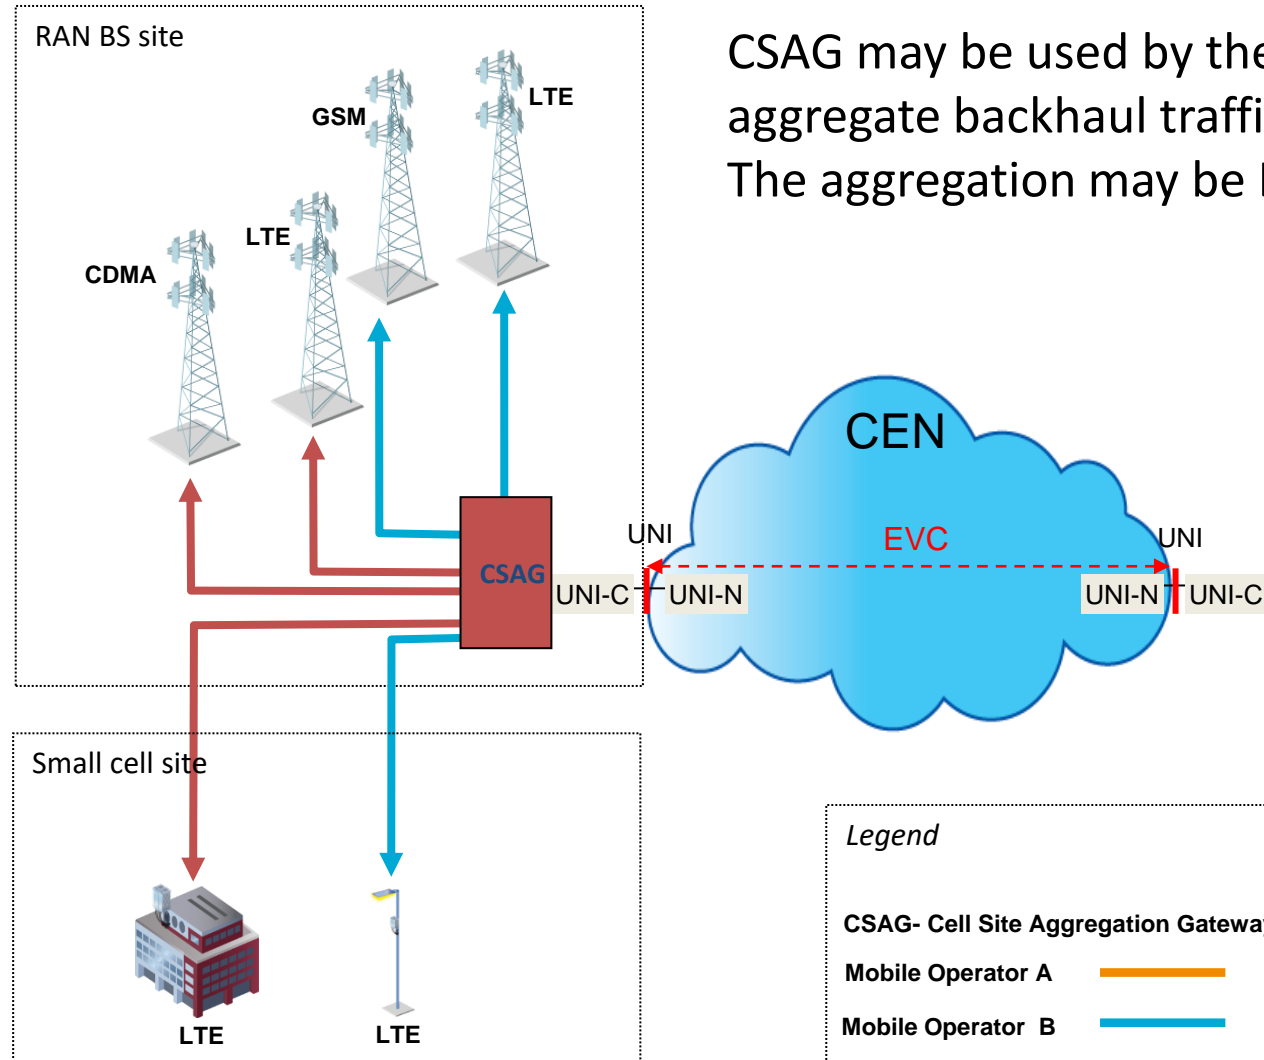 RAN BS site
CSAG may be used by the
aggregate backhaul traffi
The aggregation may be
GSM
LTE
LTE
CDMA
CEN
UNI
EVC
UNI
CSAG
UNI-C
UNI-N
UNI-N
UNI-C
Small cell site
LTE
LTE
Legend
CSAG- Cell Site Aggregation Gateway
Mobile Operator A
Mobile Operator B